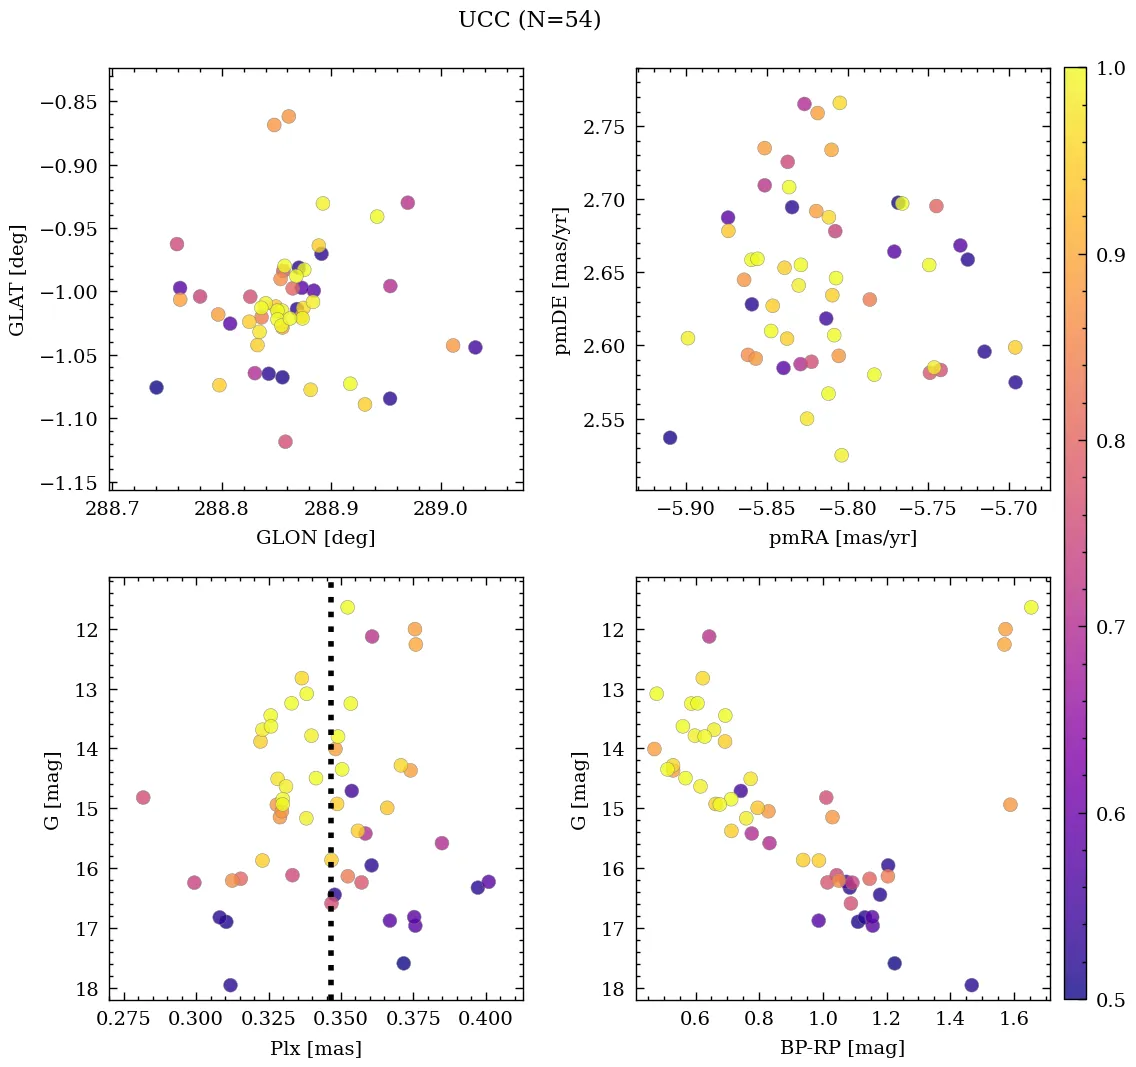 UCC (N=54)
−0.85
−0.90
−0.95
−1.00
−1.05
−1.10
−1.15
GLAT [deg]
288.7 288.8 288.9 289.0
GLON [deg]
2.75
2.70
2.65
2.60
2.55
pmDE [mas/yr]
−5.90 −5.85 −5.80 −5.75 −5.70
pmRA [mas/yr]
12
13
14
15
16
17
18
G [mag]
0.275 0.300 0.325 0.350 0.375 0.400
Plx [mas]
12
13
14
15
16
17
18
G [mag]
0.6 0.8 1.0 1.2 1.4 1.6
BP-RP [mag]
1.0
0.9
0.8
0.7
0.6
0.5